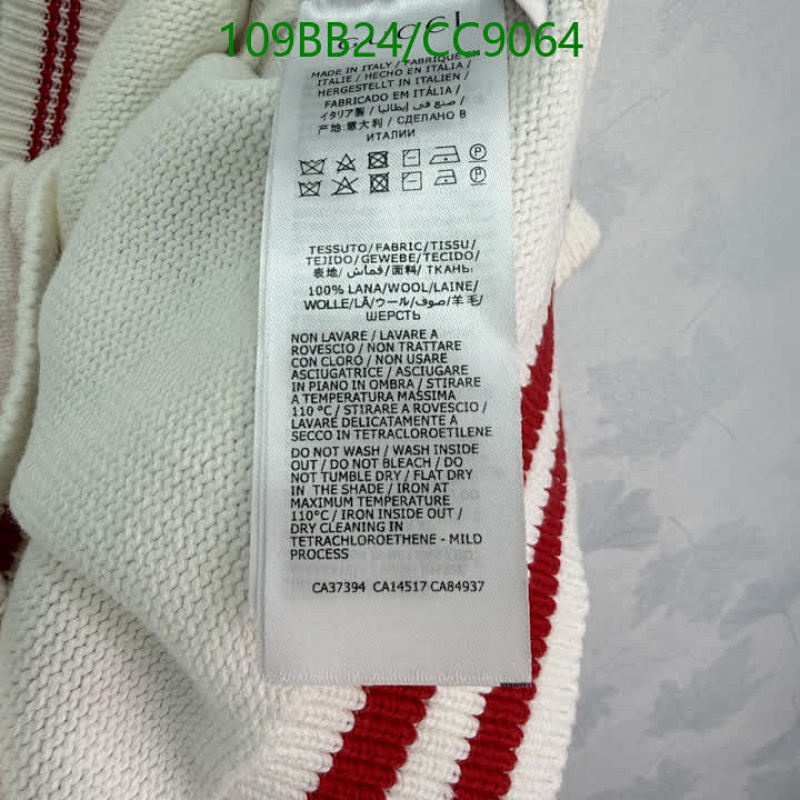 109BB24/CC9064
GUCCI
MADE IN ITALY / FABRIQUÉ EN
ITALIE / HECHO EN ITALIA /
HERGESTELLT IN ITALIEN /
FABRICADO EM ITÁLIA /
イタリア製 / صنع في إيطاليا /
产地:意大利 / СДЕЛАНО В
ИТАЛИИ
TESSUTO/FABRIC/TISSU/
TEJIDO/GEWEBE/TECIDO/
表地/ قماش/面料/ ТКАНЬ:
100% LANA/WOOL/LAINE/
WOLLE/LÃ/ウール/صوف/羊毛/
ШЕРСТЬ
NON LAVARE / LAVARE A
ROVESCIO / NON TRATTARE
CON CLORO / NON USARE
ASCIUGATRICE / ASCIUGARE
IN PIANO IN OMBRA / STIRARE
A TEMPERATURA MASSIMA
110 °C / STIRARE A ROVESCIO /
LAVARE DELICATAMENTE A
SECCO IN TETRACLOROETILENE
DO NOT WASH / WASH INSIDE
OUT / DO NOT BLEACH / DO
NOT TUMBLE DRY / FLAT DRY
IN THE SHADE / IRON AT
MAXIMUM TEMPERATURE
110°C / IRON INSIDE OUT /
DRY CLEANING IN
TETRACHLOROETHENE - MILD
PROCESS
CA37394 CA14517 CA84937